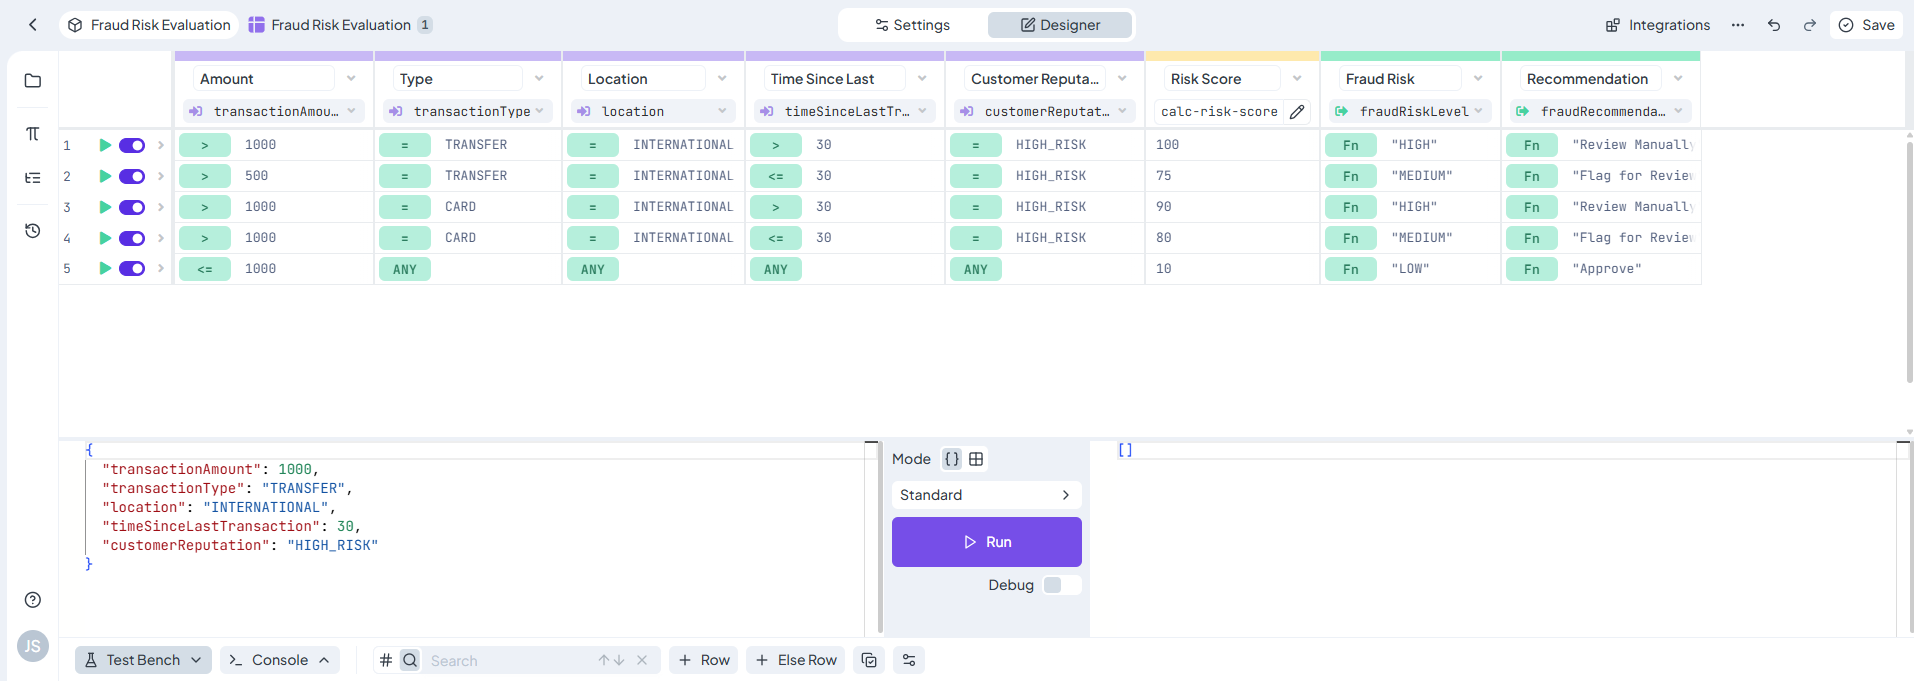 Fraud Risk Evaluation Fraud Risk Evaluation 1 Settings Designer Integrations Save
Amount Type Location Time Since Last Customer Reputa... Risk Score Fraud Risk Recommendation
transactionAmou... transactionType location timeSinceLastTr... customerReputat... calc-risk-score fraudRiskLevel fraudRecommenda...
1 > 1000 = TRANSFER = INTERNATIONAL > 30 = HIGH_RISK 100 Fn "HIGH" Fn "Review Manually
2 > 500 = TRANSFER = INTERNATIONAL <= 30 = HIGH_RISK 75 Fn "MEDIUM" Fn "Flag for Review
3 > 1000 = CARD = INTERNATIONAL > 30 = HIGH_RISK 90 Fn "HIGH" Fn "Review Manually
4 > 1000 = CARD = INTERNATIONAL <= 30 = HIGH_RISK 80 Fn "MEDIUM" Fn "Flag for Review
5 <= 1000 ANY ANY ANY ANY 10 Fn "LOW" Fn "Approve"
{
"transactionAmount": 1000,
"transactionType": "TRANSFER",
"location": "INTERNATIONAL",
"timeSinceLastTransaction": 30,
"customerReputation": "HIGH_RISK"
}
Mode {}
Standard
Run
Debug
[]
JS
Test Bench Console # Search Row Else Row